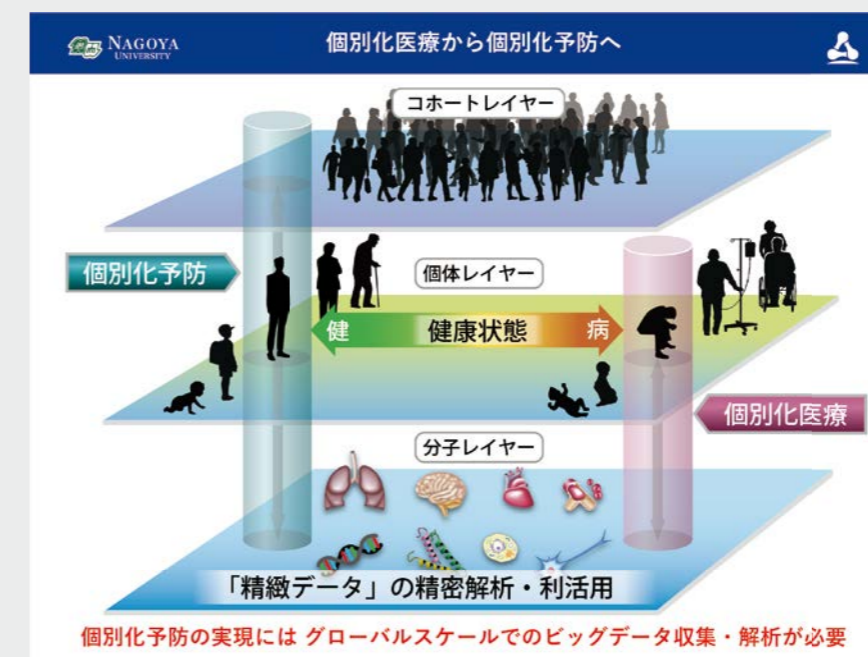 NAGOYA
UNIVERSITY
個別化医療から個別化予防へ
コホートレイヤー
個別化予防
個体レイヤー
健
健康状態
病
個別化医療
分子レイヤー
「精緻データ」の精密解析・利活用
個別化予防の実現には グローバルスケールでのビッグデータ収集・解析が必要